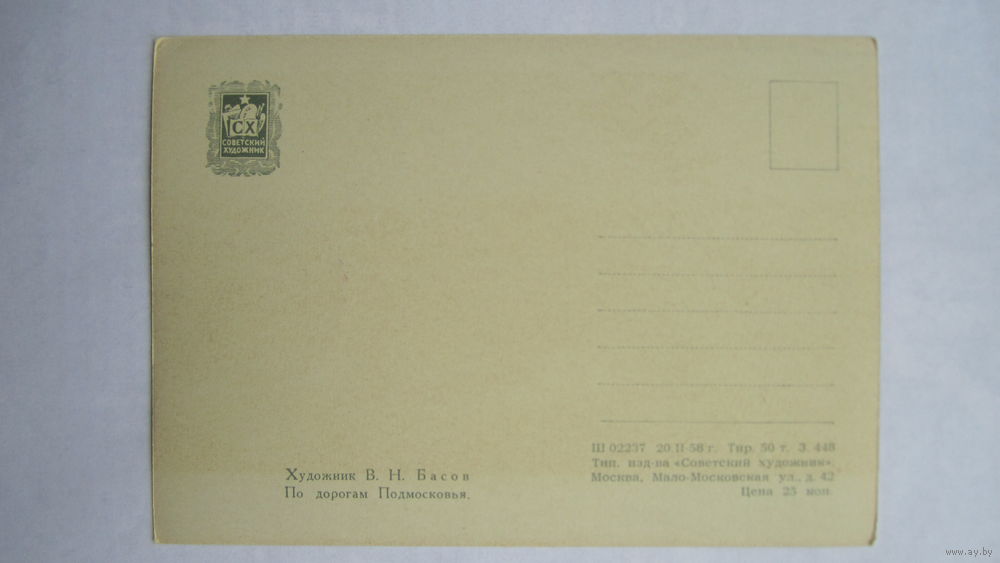 СХ
СОВЕТСКИЙ
ХУДОЖНИК
Художник В. Н. Басов
По дорогам Подмосковья.
Ш 02237 20 II-58 г. Тир. 50 т. З. 448
Тип. изд-ва «Советский художник».
Москва, Мало-Московская ул., д. 42
Цена 25 коп.
www.ay.by